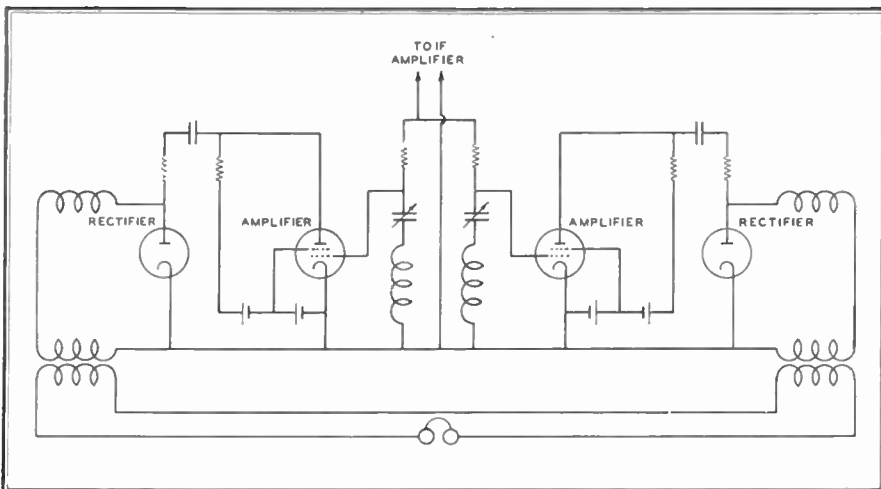 TO IF
AMPLIFIER
RECTIFIER
AMPLIFIER
AMPLIFIER
RECTIFIER